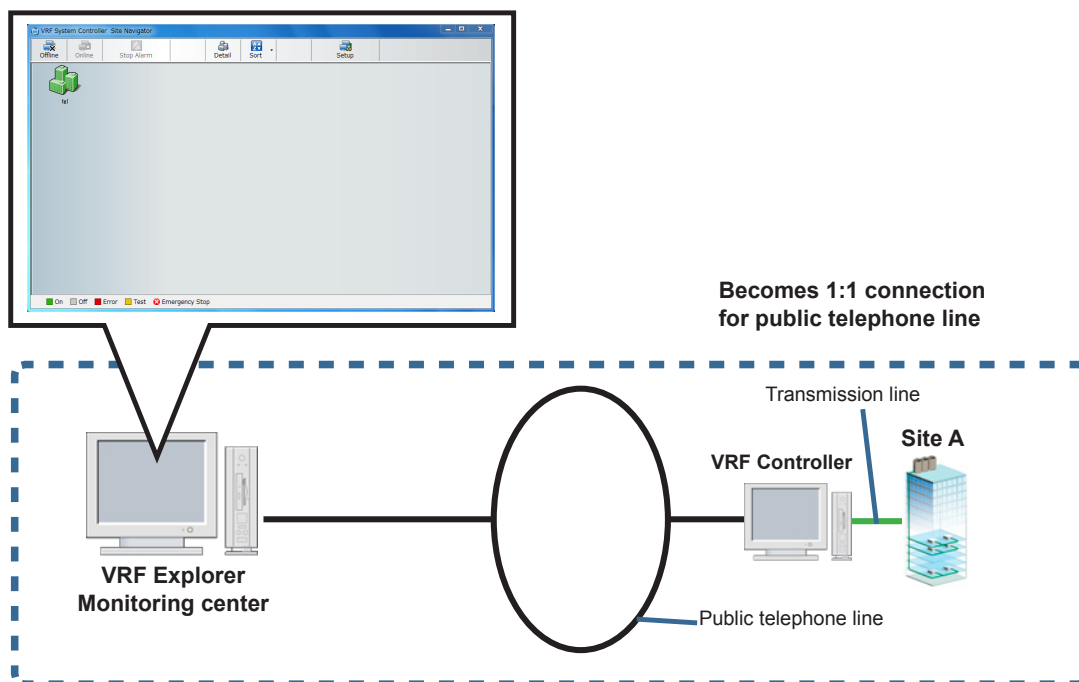 VRF System Controller Site Navigator
Offline Online Stop Alarm Detail Sort Setup
On Off Error Test Emergency Stop
Becomes 1:1 connection
for public telephone line
Transmission line
Site A
VRF Controller
VRF Explorer
Monitoring center
Public telephone line